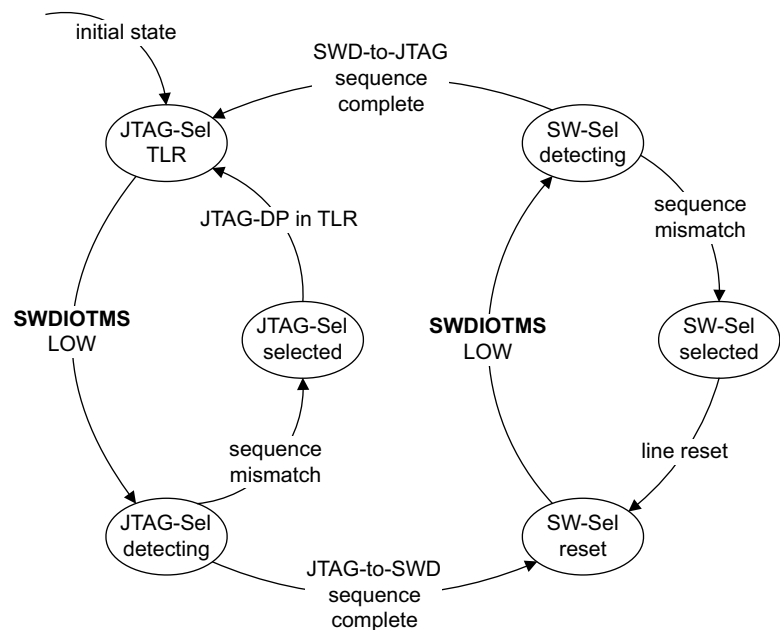 initial state
SWD-to-JTAG
sequence
complete
JTAG-Sel
TLR
SW-Sel
detecting
JTAG-DP in TLR
sequence
mismatch
SWDIOTMS
LOW
JTAG-Sel
selected
SWDIOTMS
LOW
SW-Sel
selected
sequence
mismatch
line reset
JTAG-Sel
detecting
SW-Sel
reset
JTAG-to-SWD
sequence
complete